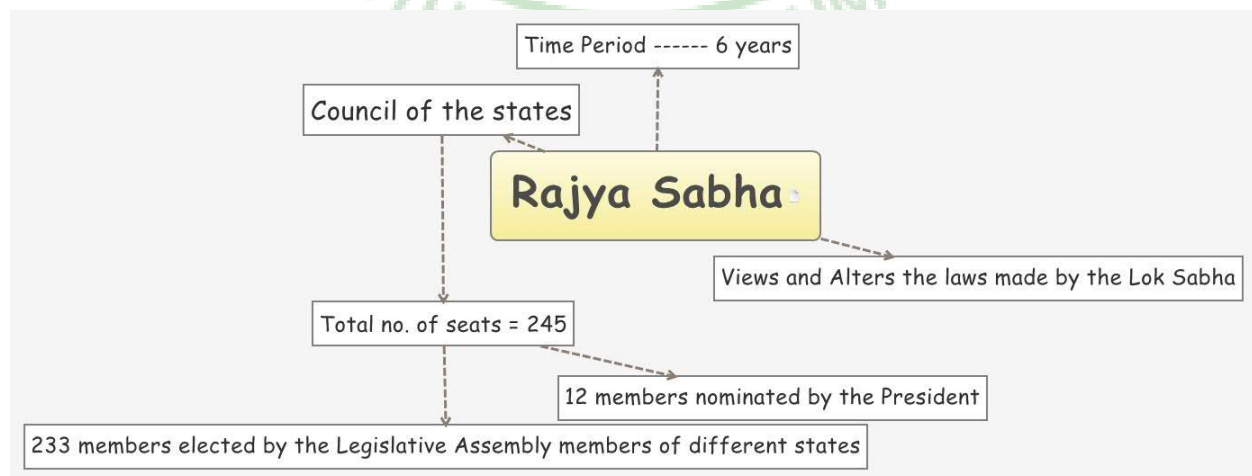 Time Period ------ 6 years
Council of the states
Rajya Sabha
Views and Alters the laws made by the Lok Sabha
Total no. of seats = 245
12 members nominated by the President
233 members elected by the Legislative Assembly members of different states